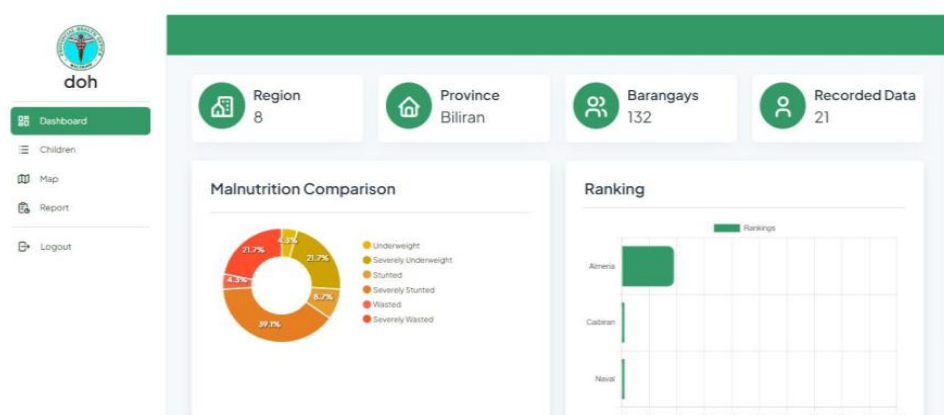 doh
Dashboard
Children
Map
Report
Logout
Region
8
Province
Biliran
Barangays
132
Recorded Data
21
Malnutrition Comparison
4.3%
21.7%
21.7%
4.3%
8.7%
39.1%
Underweight
Severely Underweight
Stunted
Severely Stunted
Wasted
Severely Wasted
Ranking
Rankings
Almeria
Caibiran
Naval